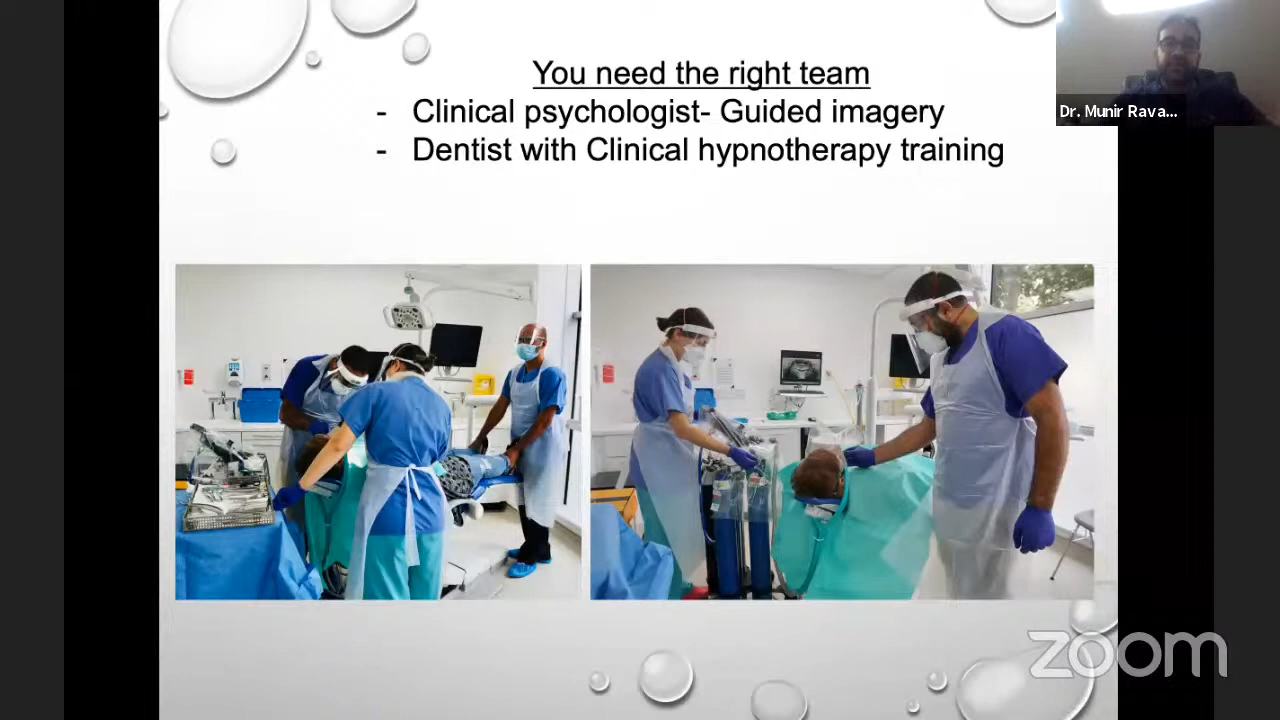 You need the right team
- Clinical psychologist- Guided imagery
- Dentist with Clinical hypnotherapy training
Dr. Munir Rava...
zoom